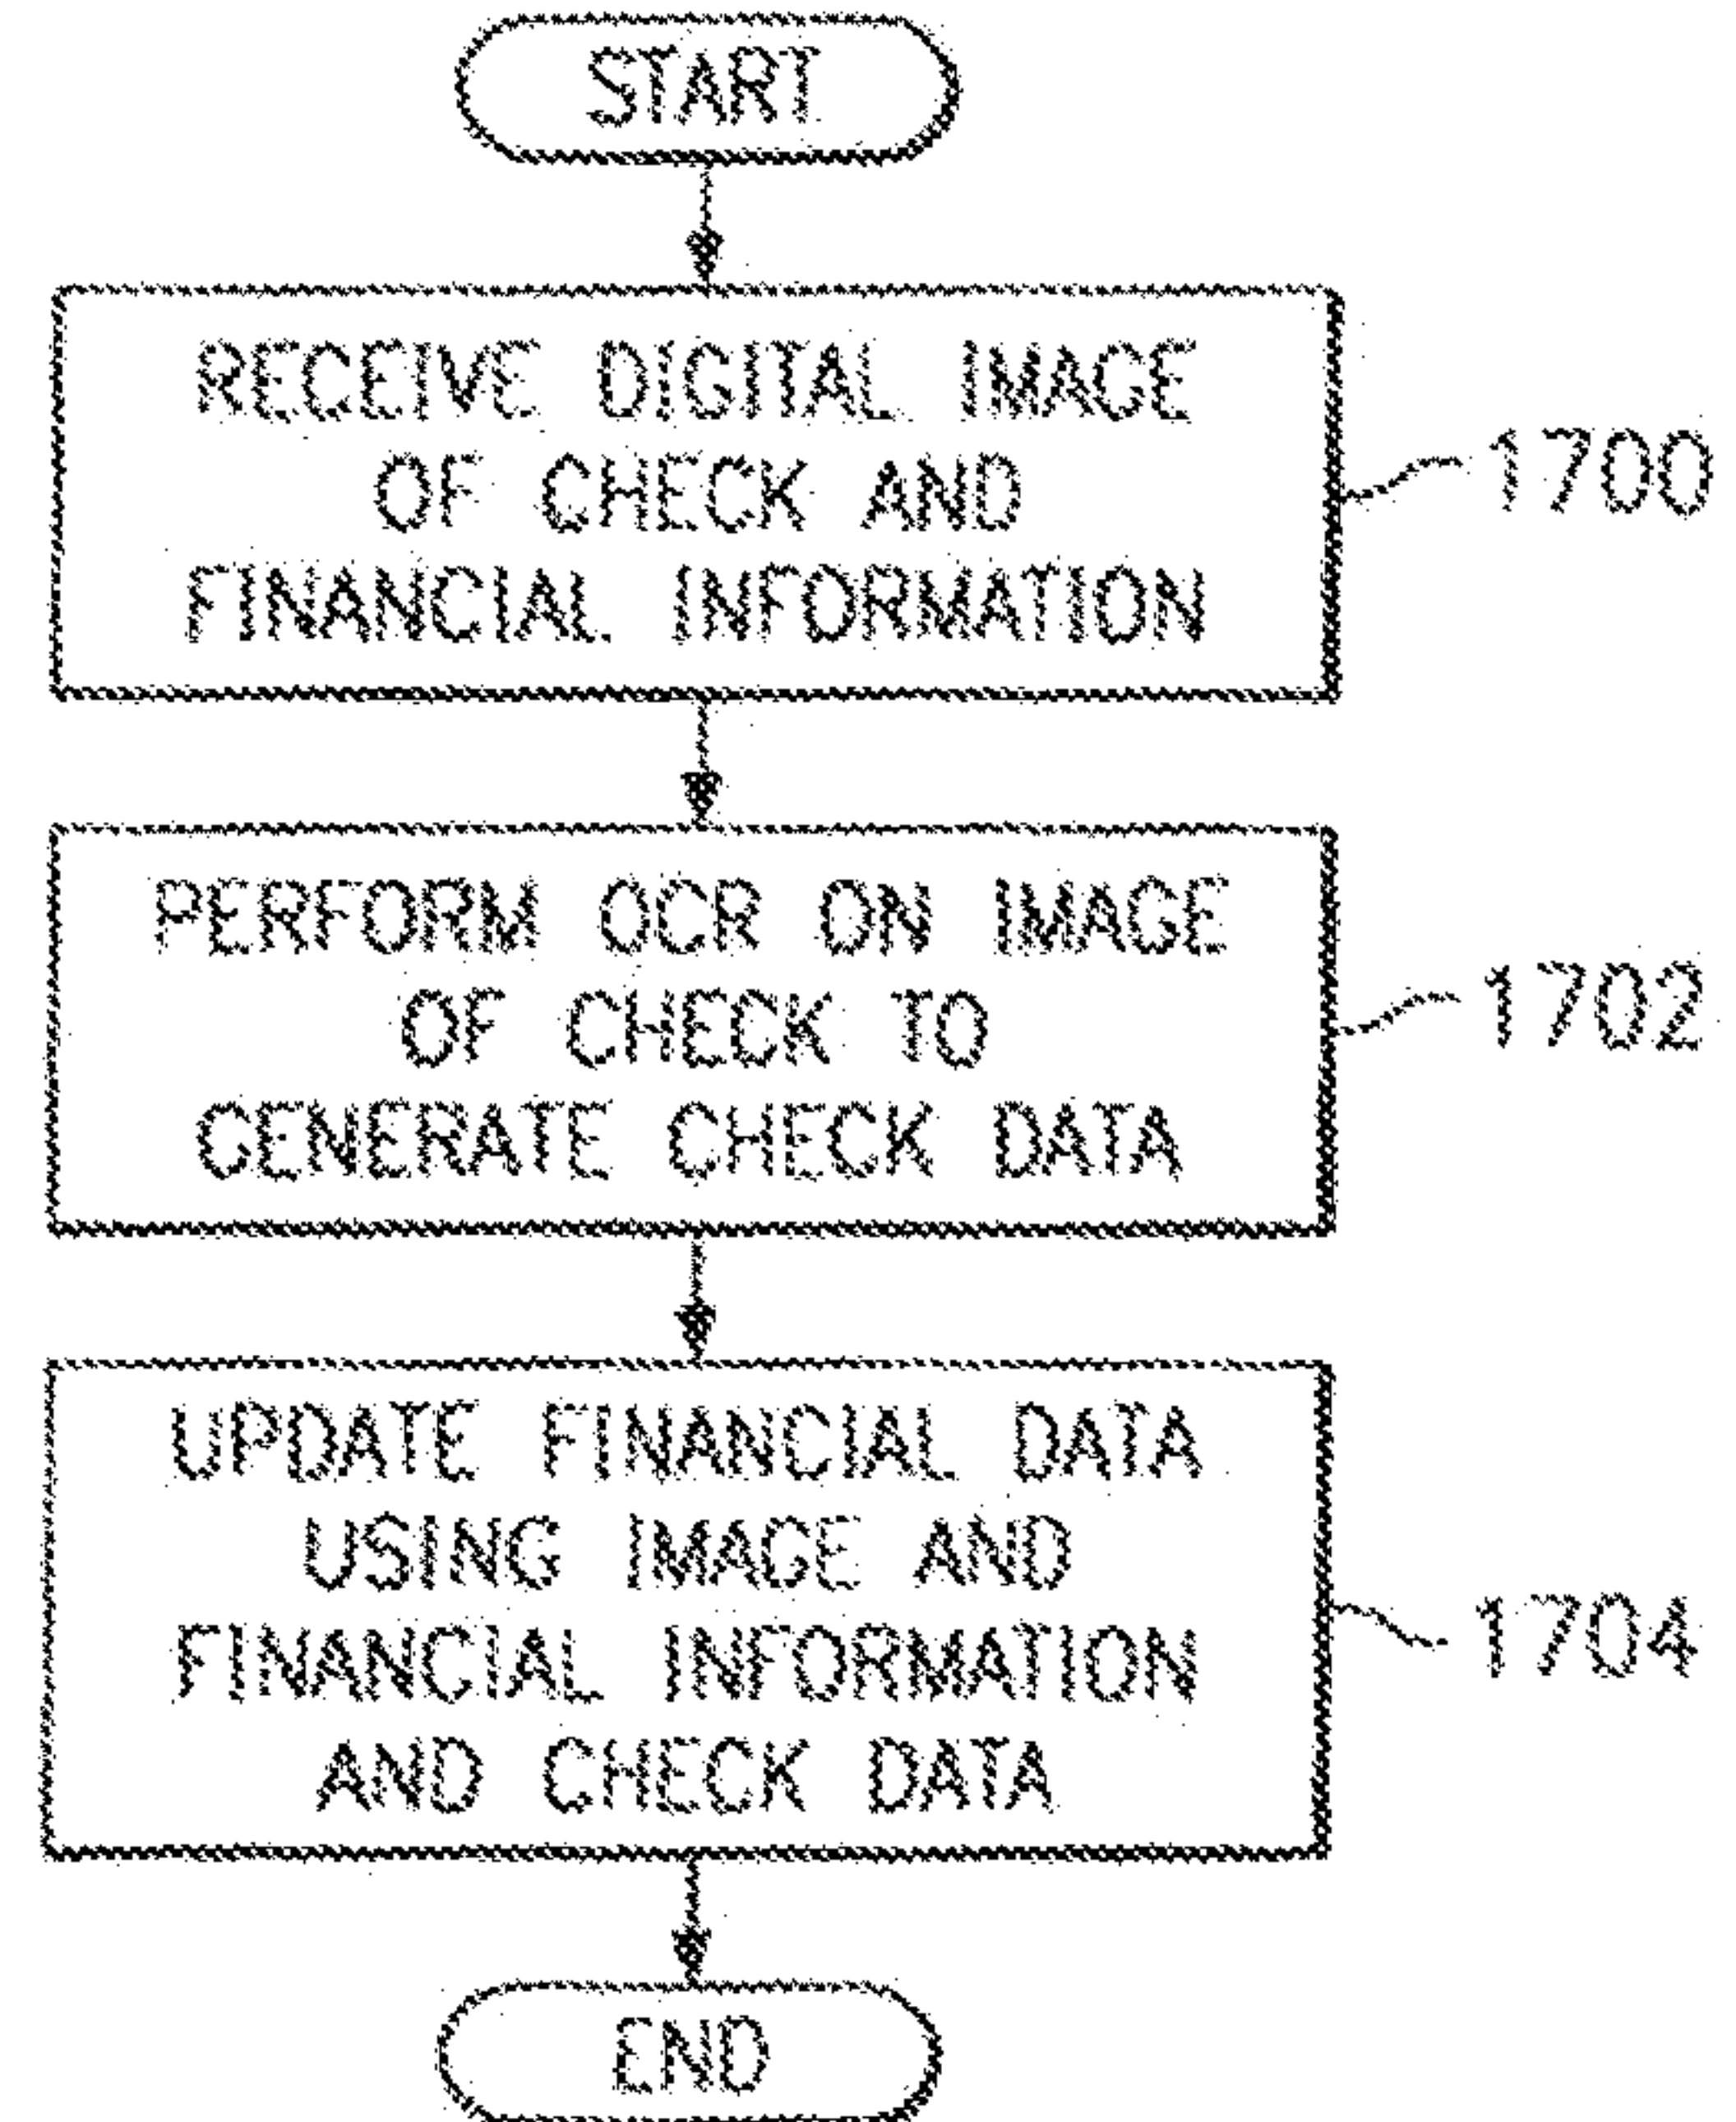 START
RECEIVE DIGITAL IMAGE
OF CHECK AND
FINANCIAL INFORMATION
1700
PERFORM OCR ON IMAGE
OF CHECK TO
GENERATE CHECK DATA
1702
UPDATE FINANCIAL DATA
USING IMAGE AND
FINANCIAL INFORMATION
AND CHECK DATA
1704
END